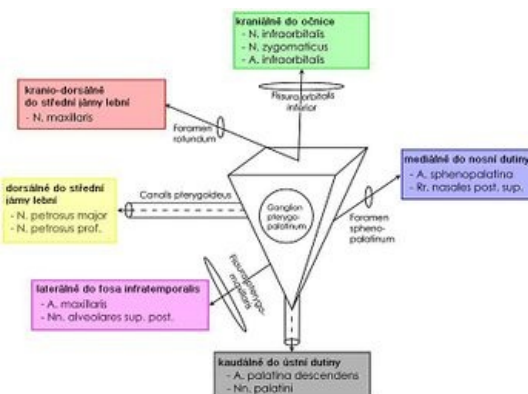 kraniálně do očnice
- N. infraorbitalis
- N. zygomaticus
- A. infraorbitalis
Fissura orbitalis
inferior
kranio-dorsálně
do střední jámy lební
- N. maxillaris
Foramen
rotundum
mediálně do nosní dutiny
- A. sphenopalatina
- Rr. nasales post. sup.
Foramen
spheno-
palatinum
dorsálně do střední
jámy lební
- N. petrosus major
- N. petrosus prof.
Canalis pterygoideus
Ganglion
pterygo-
palatinum
laterálně do fosa infratemporalis
- A. maxillaris
- Nn. alveolares sup. post.
Fissura pterygo-
maxillaris
kaudálně do ústní dutiny
- A. palatina descendens
- Nn. palatini